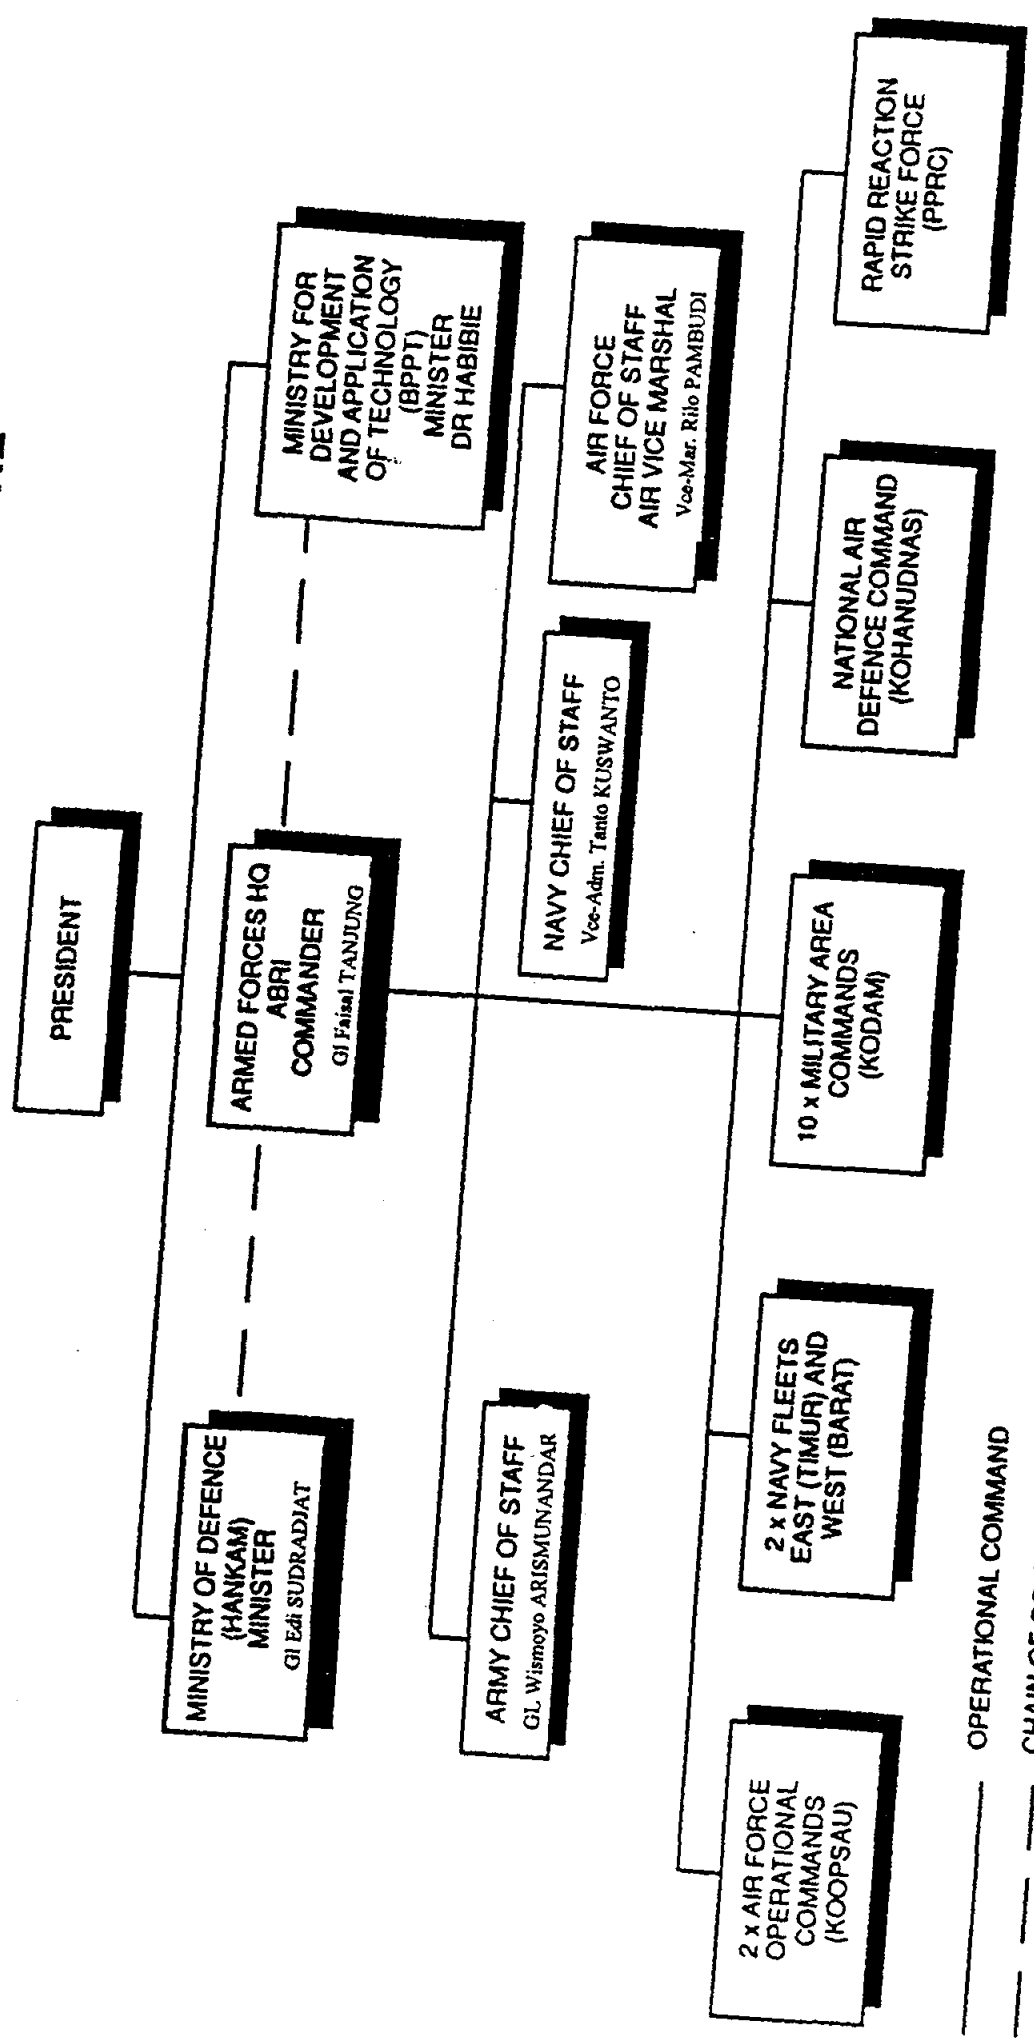 PRESIDENT
MINISTRY OF DEFENCE
(HANKAM)
MINISTER
Gl Edi SUDRADJAT
ARMED FORCES HQ
ABRI
COMMANDER
Gl Faisal TANJUNG
MINISTRY FOR
DEVELOPMENT
AND APPLICATION
OF TECHNOLOGY
(BPPT)
MINISTER
DR HABIBIE
ARMY CHIEF OF STAFF
GL Wismoyo ARISMUNANDAR
NAVY CHIEF OF STAFF
Vce-Adm. Tanto KUSWANTO
AIR FORCE
CHIEF OF STAFF
AIR VICE MARSHAL
Vce-Mar. Rilo PAMBUDI
2 x AIR FORCE
OPERATIONAL
COMMANDS
(KOOPSAU)
2 x NAVY FLEETS
EAST (TIMUR) AND
WEST (BARAT)
10 x MILITARY AREA
COMMANDS
(KODAM)
NATIONAL AIR
DEFENCE COMMAND
(KOHANUDNAS)
RAPID REACTION
STRIKE FORCE
(PPRC)
OPERATIONAL COMMAND
CHAIN OF